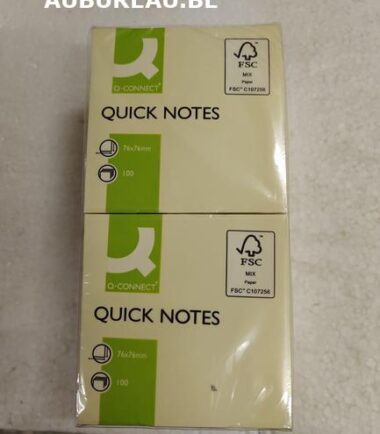 AUBUREAU.BE
Q-CONNECT
FSC
MIX
Paper
FSC® C107256
QUICK NOTES
76x76mm
100
Q-CONNECT
FSC
MIX
Paper
FSC® C107256
QUICK NOTES
76x76mm
100